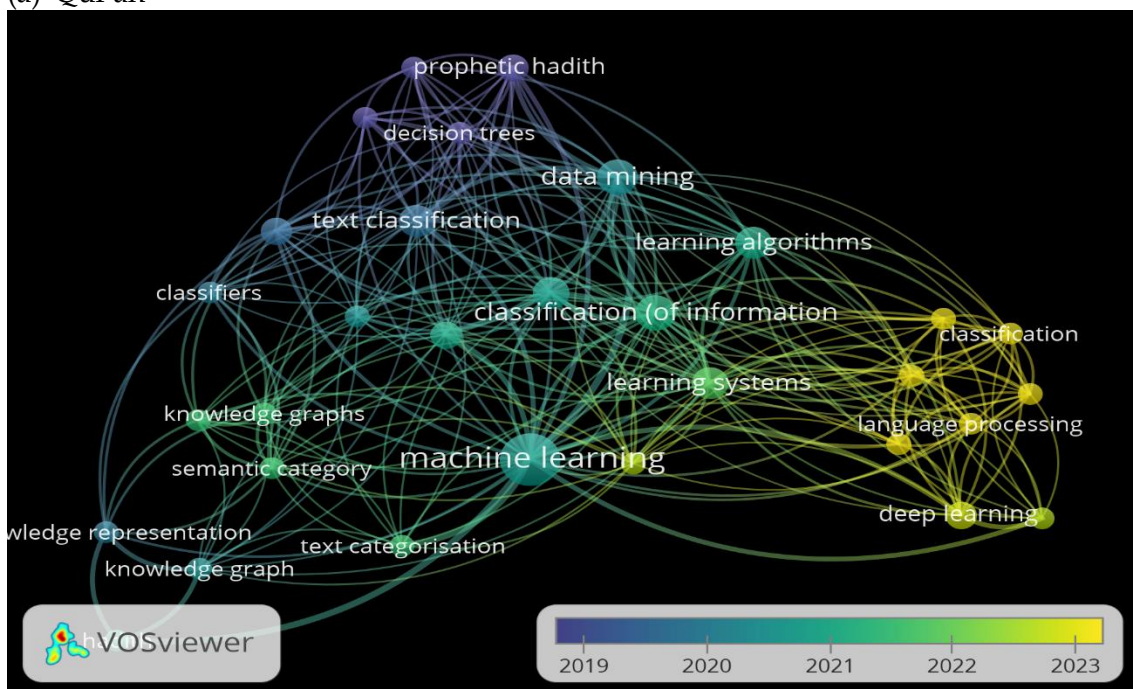 prophetic hadith
decision trees
data mining
text classification
learning algorithms
classifiers
classification (of information
classification
learning systems
knowledge graphs
language processing
machine learning
semantic category
deep learning
wledge representation
text categorisation
knowledge graph
VOSviewer
2019 2020 2021 2022 2023